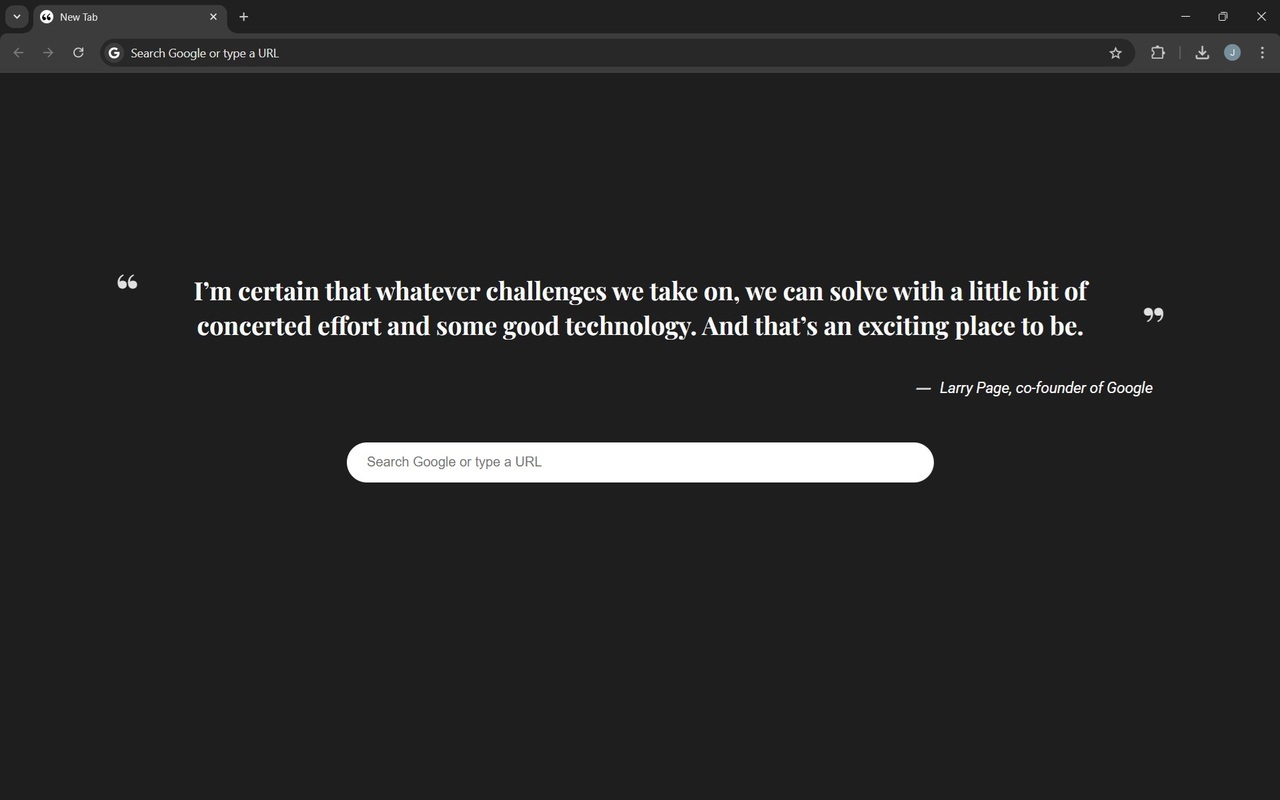 New Tab
Search Google or type a URL
J
“ I’m certain that whatever challenges we take on, we can solve with a little bit of
concerted effort and some good technology. And that’s an exciting place to be. ”
— Larry Page, co-founder of Google
Search Google or type a URL